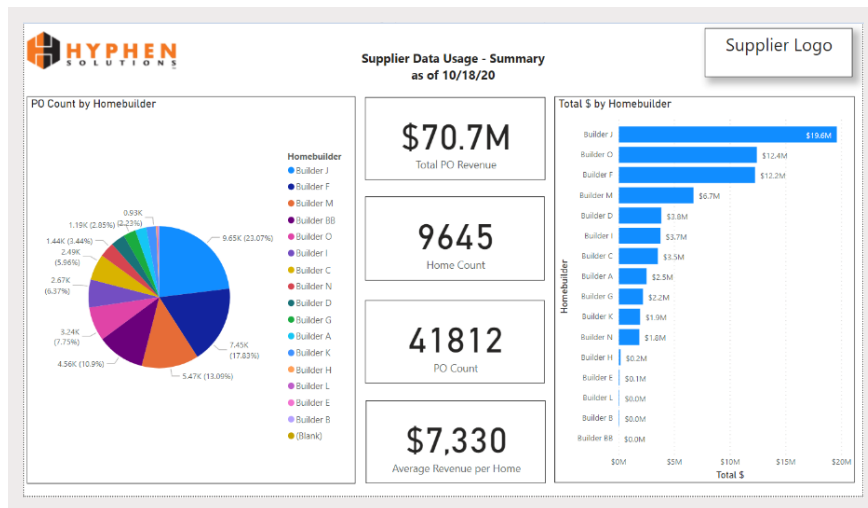 HYPHEN
SOLUTIONS
Supplier Data Usage - Summary
as of 10/18/20
Supplier Logo
PO Count by Homebuilder
0.93K
1.19K (2.85%) (2.23%)
1.44K (3.44%)
2.49K
(5.96%)
2.67K
(6.37%)
3.24K
(7.75%)
4.56K (10.9%)
5.47K (13.09%)
7.45K
(17.83%)
9.65K (23.07%)
Homebuilder
Builder J
Builder F
Builder M
Builder BB
Builder O
Builder I
Builder C
Builder N
Builder D
Builder G
Builder A
Builder K
Builder H
Builder L
Builder E
Builder B
(Blank)
$70.7M
Total PO Revenue
9645
Home Count
41812
PO Count
$7,330
Average Revenue per Home
Total $ by Homebuilder
Homebuilder
Builder J $19.6M
Builder O $12.4M
Builder F $12.2M
Builder M $6.7M
Builder D $3.8M
Builder I $3.7M
Builder C $3.5M
Builder A $2.5M
Builder G $2.2M
Builder K $1.9M
Builder N $1.8M
Builder H $0.2M
Builder E $0.1M
Builder L $0.0M
Builder B $0.0M
Builder BB $0.0M
$0M $5M $10M $15M $20M
Total $